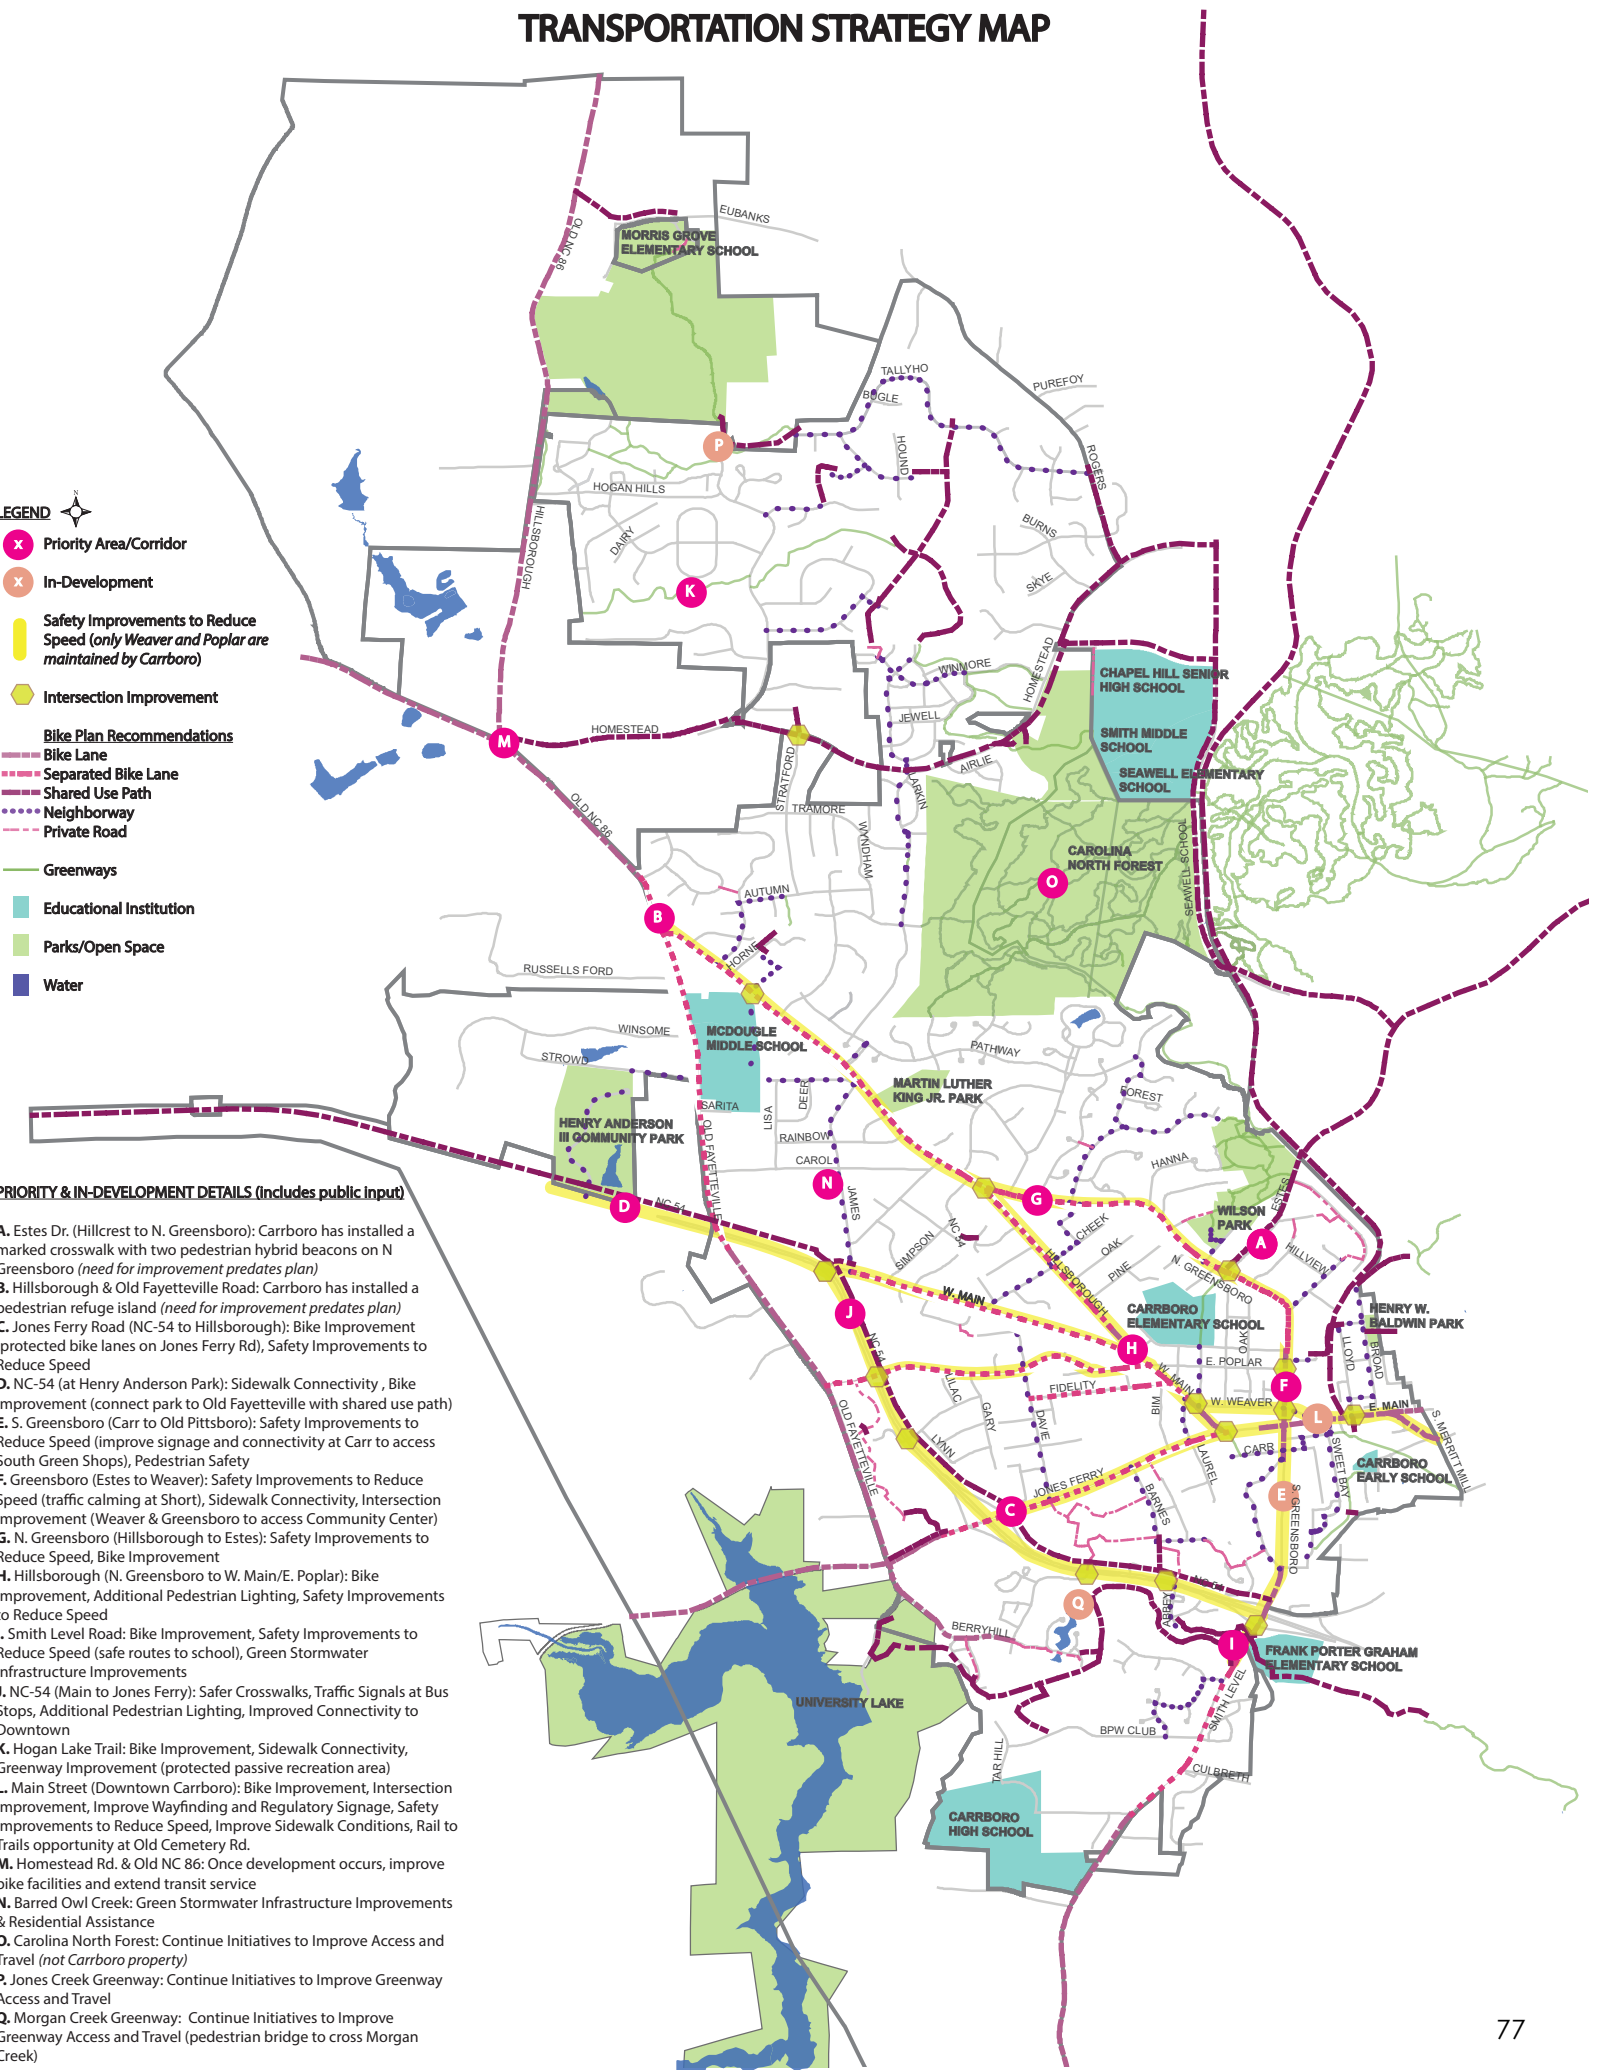 TRANSPORTATION STRATEGY MAP
EUBANKS
OLD NC 86
MORRIS GROVE
ELEMENTARY SCHOOL
TALLYHO
BUGLE
PUREFOY
HOUND
ROGERS
P
HOGAN HILLS
HILLSBOROUGH
DAIRY
BURNS
SKYE
K
HOMESTEAD
WINMORE
CHAPEL HILL SENIOR
HIGH SCHOOL
SMITH MIDDLE
SCHOOL
SEAWELL ELEMENTARY
SCHOOL
JEWELL
M
HOMESTEAD
AIRLIE
STRATFORD
LARKIN
TRAMORE
OLD NC 86
WYNDHAM
SEAWELL SCHOOL
CAROLINA
NORTH FOREST
O
AUTUMN
B
HORNE
RUSSELLS FORD
WINSOME
STROWD
MCDOUGLE
MIDDLE SCHOOL
PATHWAY
MARTIN LUTHER
KING JR. PARK
FOREST
SARITA
LISA
DEER
HENRY ANDERSON
III COMMUNITY PARK
OLD FAYETTEVILLE
RAINBOW
CAROL
HANNA
N
JAMES
D
NC 54
G
ESTES
WILSON
PARK
A
CHEEK
OAK
PINE
SIMPSON
NC 54
HILLSBOROUGH
N. GREENSBORO
HILLVIEW
W. MAIN
J
CARRBORO
ELEMENTARY SCHOOL
HENRY W.
BALDWIN PARK
OAK
LLOYD
BROAD
H
E. POPLAR
NC 54
W. MAIN
F
FIDELITY
LILAC
GARY
DAVIE
BIM
W. WEAVER
L
E. MAIN
S. MERRITT MILL
OLD FAYETTEVILLE
LYNN
CARR
LAUREL
SWEET BAY
CARRBORO
EARLY SCHOOL
JONES FERRY
BARNES
E
S. GREENSBORO
C
NC 54
ABBEY
Q
BERRYHILL
I
FRANK PORTER GRAHAM
ELEMENTARY SCHOOL
UNIVERSITY LAKE
SMITH LEVEL
BPW CLUB
TAR HILL
CULBRETH
CARRBORO
HIGH SCHOOL
LEGEND
N
x Priority Area/Corridor
x In-Development
Safety Improvements to Reduce
Speed (only Weaver and Poplar are
maintained by Carrboro)
Intersection Improvement
Bike Plan Recommendations
Bike Lane
Separated Bike Lane
Shared Use Path
Neighborway
Private Road
Greenways
Educational Institution
Parks/Open Space
Water
PRIORITY & IN-DEVELOPMENT DETAILS (includes public input)
A. Estes Dr. (Hillcrest to N. Greensboro): Carrboro has installed a
marked crosswalk with two pedestrian hybrid beacons on N
Greensboro (need for improvement predates plan)
B. Hillsborough & Old Fayetteville Road: Carrboro has installed a
pedestrian refuge island (need for improvement predates plan)
C. Jones Ferry Road (NC-54 to Hillsborough): Bike Improvement
(protected bike lanes on Jones Ferry Rd), Safety Improvements to
Reduce Speed
D. NC-54 (at Henry Anderson Park): Sidewalk Connectivity , Bike
Improvement (connect park to Old Fayetteville with shared use path)
E. S. Greensboro (Carr to Old Pittsboro): Safety Improvements to
Reduce Speed (improve signage and connectivity at Carr to access
South Green Shops), Pedestrian Safety
F. Greensboro (Estes to Weaver): Safety Improvements to Reduce
Speed (traffic calming at Short), Sidewalk Connectivity, Intersection
Improvement (Weaver & Greensboro to access Community Center)
G. N. Greensboro (Hillsborough to Estes): Safety Improvements to
Reduce Speed, Bike Improvement
H. Hillsborough (N. Greensboro to W. Main/E. Poplar): Bike
Improvement, Additional Pedestrian Lighting, Safety Improvements
to Reduce Speed
I. Smith Level Road: Bike Improvement, Safety Improvements to
Reduce Speed (safe routes to school), Green Stormwater
Infrastructure Improvements
J. NC-54 (Main to Jones Ferry): Safer Crosswalks, Traffic Signals at Bus
Stops, Additional Pedestrian Lighting, Improved Connectivity to
Downtown
K. Hogan Lake Trail: Bike Improvement, Sidewalk Connectivity,
Greenway Improvement (protected passive recreation area)
L. Main Street (Downtown Carrboro): Bike Improvement, Intersection
Improvement, Improve Wayfinding and Regulatory Signage, Safety
Improvements to Reduce Speed, Improve Sidewalk Conditions, Rail to
Trails opportunity at Old Cemetery Rd.
M. Homestead Rd. & Old NC 86: Once development occurs, improve
bike facilities and extend transit service
N. Barred Owl Creek: Green Stormwater Infrastructure Improvements
& Residential Assistance
O. Carolina North Forest: Continue Initiatives to Improve Access and
Travel (not Carrboro property)
P. Jones Creek Greenway: Continue Initiatives to Improve Greenway
Access and Travel
Q. Morgan Creek Greenway: Continue Initiatives to Improve
Greenway Access and Travel (pedestrian bridge to cross Morgan
Creek)
77